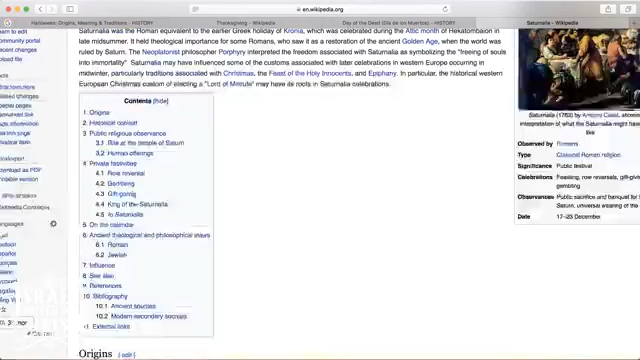 en.wikipedia.org
Halloween: Origins, Meaning & Traditions - HISTORY
Thanksgiving - Wikipedia
Day of the Dead (Día de los Muertos) - HISTORY
Saturnalia - Wikipedia
Saturnalia was the Roman equivalent to the earlier Greek holiday of Kronia, which was celebrated during the Attic month of Hekatombaion in
late midsummer. It held theological importance for some Romans, who saw it as a restoration of the ancient Golden Age, when the world was
ruled by Saturn. The Neoplatonist philosopher Porphyry interpreted the freedom associated with Saturnalia as symbolizing the "freeing of souls
into immortality". Saturnalia may have influenced some of the customs associated with later celebrations in western Europe occurring in
midwinter, particularly traditions associated with Christmas, the Feast of the Holy Innocents, and Epiphany. In particular, the historical western
European Christmas custom of electing a "Lord of Misrule" may have its roots in Saturnalia celebrations.
Contents [hide]
1 Origins
2 Historical context
3 Public religious observance
3.1 Rite at the temple of Saturn
3.2 Human offerings
4 Private festivities
4.1 Role reversal
4.2 Gambling
4.3 Gift-giving
4.4 King of the Saturnalia
4.5 Io Saturnalia
5 On the calendar
6 Ancient theological and philosophical views
6.1 Roman
6.2 Jewish
7 Influence
8 See also
9 References
10 Bibliography
10.1 Ancient sources
10.2 Modern secondary sources
11 External links
Origins [ edit ]
Saturnalia (1783) by Antoine Callet, showing
interpretation of what the Saturnalia might have
like
Observed by Romans
Type Classical Roman religion
Significance Public festival
Celebrations Feasting, role reversals, gift-giving
gambling
Observances Public sacrifice and banquet for
Saturn, universal wearing of the
Date 17–23 December
ownload as PDF
rintable version
ikimedia Commons